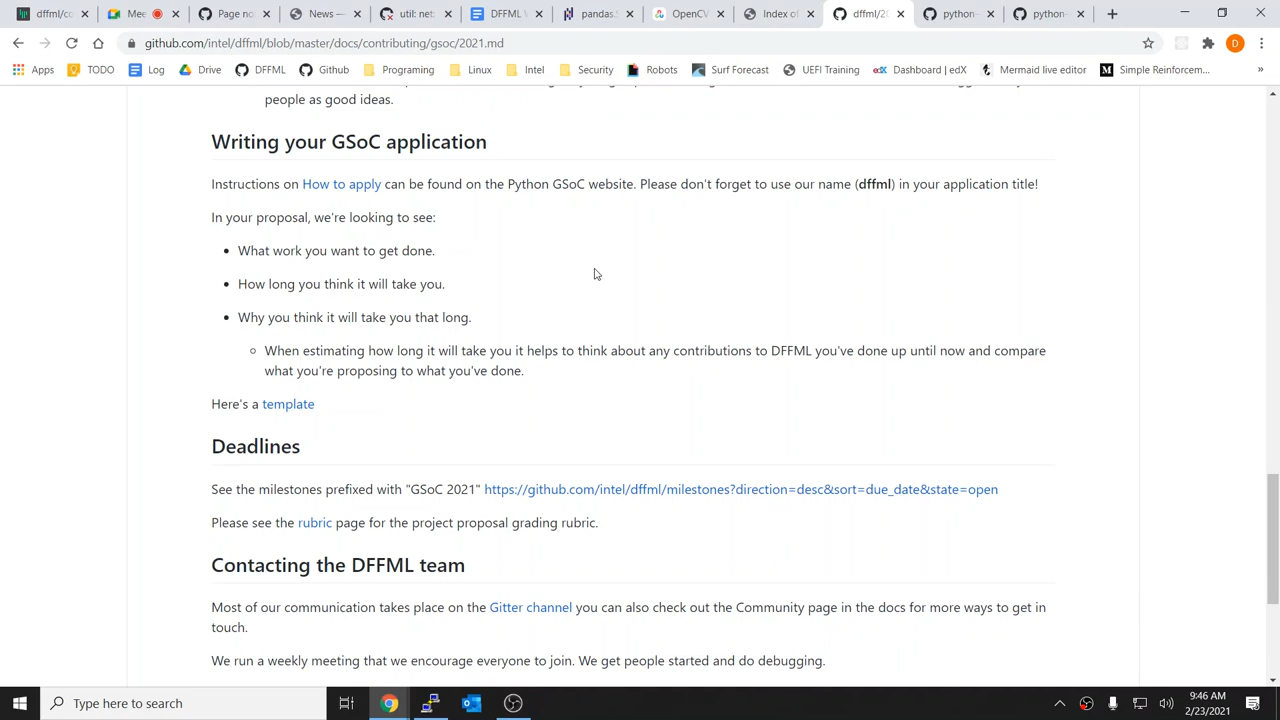 dffml/co
Mee
Page no
News —
util: net:
DFFML W
pandas.S
OpenCV
Index of
dffml/2(
python-
python-
github.com/intel/dffml/blob/master/docs/contributing/gsoc/2021.md
Apps TODO Log Drive DFFML Github Programing Linux Intel Security Robots Surf Forecast UEFI Training Dashboard | edX Mermaid live editor Simple Reinforcem... »
people as good ideas.
Writing your GSoC application
Instructions on How to apply can be found on the Python GSoC website. Please don't forget to use our name (dffml) in your application title!
In your proposal, we're looking to see:
• What work you want to get done.
• How long you think it will take you.
• Why you think it will take you that long.
○ When estimating how long it will take you it helps to think about any contributions to DFFML you've done up until now and compare
what you're proposing to what you've done.
Here's a template
Deadlines
See the milestones prefixed with "GSoC 2021" https://github.com/intel/dffml/milestones?direction=desc&sort=due_date&state=open
Please see the rubric page for the project proposal grading rubric.
Contacting the DFFML team
Most of our communication takes place on the Gitter channel you can also check out the Community page in the docs for more ways to get in
touch.
We run a weekly meeting that we encourage everyone to join. We get people started and do debugging.
Type here to search
9:46 AM
2/23/2021